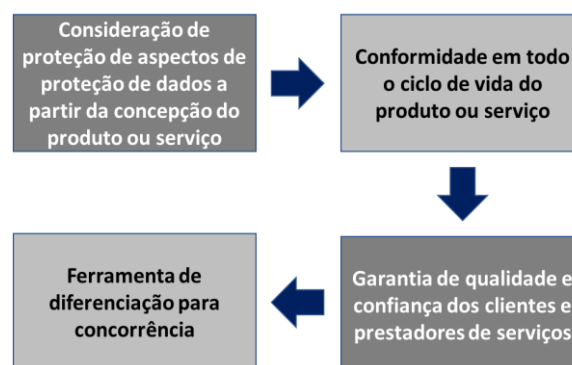 Consideração de
proteção de aspectos de
proteção de dados a
partir da concepção do
produto ou serviço
Conformidade em todo
o ciclo de vida do
produto ou serviço
Garantia de qualidade e
confiança dos clientes e
prestadores de serviços
Ferramenta de
diferenciação para
concorrência